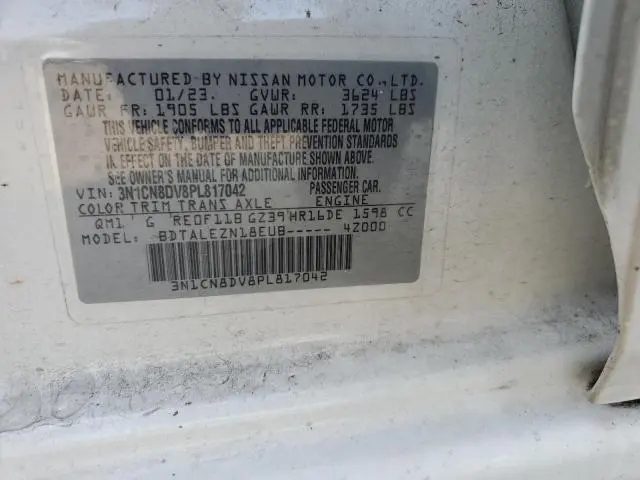 MANUFACTURED BY NISSAN MOTOR CO., LTD.
DATE: 01/23. GVWR: 3624 LBS
GAWR FR: 1905 LBS GAWR RR: 1735 LBS
THIS VEHICLE CONFORMS TO ALL APPLICABLE FEDERAL MOTOR
VEHICLE SAFETY, BUMPER AND THEFT PREVENTION STANDARDS
IN EFFECT ON THE DATE OF MANUFACTURE SHOWN ABOVE. SEE
OWNER'S MANUAL FOR ADDITIONAL INFORMATION.
VIN: 3N1CN8DV8PL817042 PASSENGER CAR.
COLOR TRIM TRANS AXLE ENGINE
QM1 G RE0F11B GZ39 HR16DE 1598 CC
MODEL: BDTALEZN18EUB----- 4Z000
3N1CN8DV8PL817042